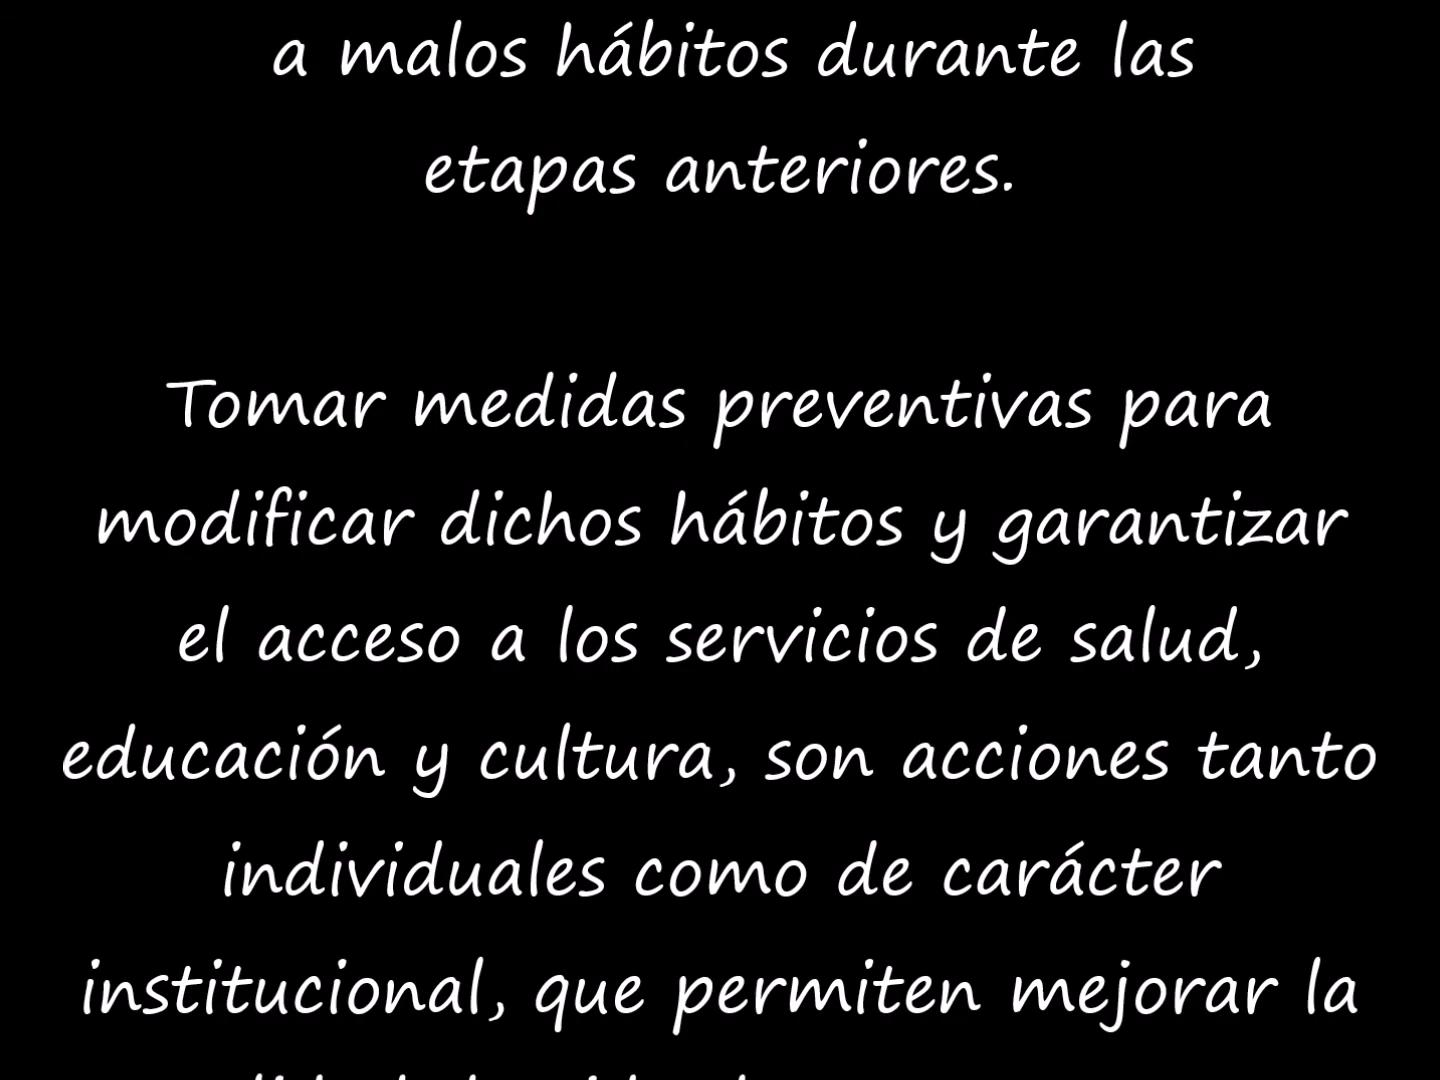 a malos hábitos durante las
etapas anteriores.
Tomar medidas preventivas para
modificar dichos hábitos y garantizar
el acceso a los servicios de salud,
educación y cultura, son acciones tanto
individuales como de carácter
institucional, que permiten mejorar la